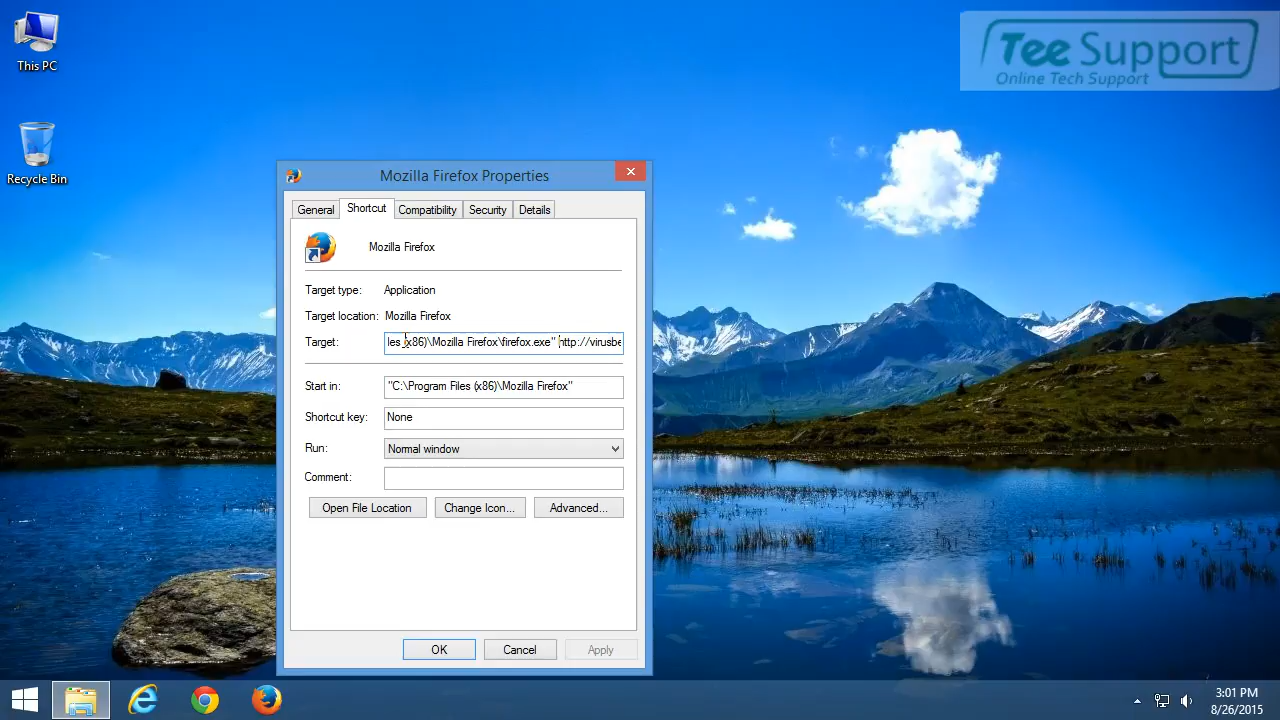 This PC
Recycle Bin
Tee Support
Online Tech Support
Mozilla Firefox Properties
General
Shortcut
Compatibility
Security
Details
Mozilla Firefox
Target type:
Application
Target location:
Mozilla Firefox
Target:
les (x86)\Mozilla Firefox\firefox.exe" http://virusbe
Start in:
"C:\Program Files (x86)\Mozilla Firefox"
Shortcut key:
None
Run:
Normal window
Comment:
Open File Location
Change Icon...
Advanced...
OK
Cancel
Apply
3:01 PM
8/26/2015